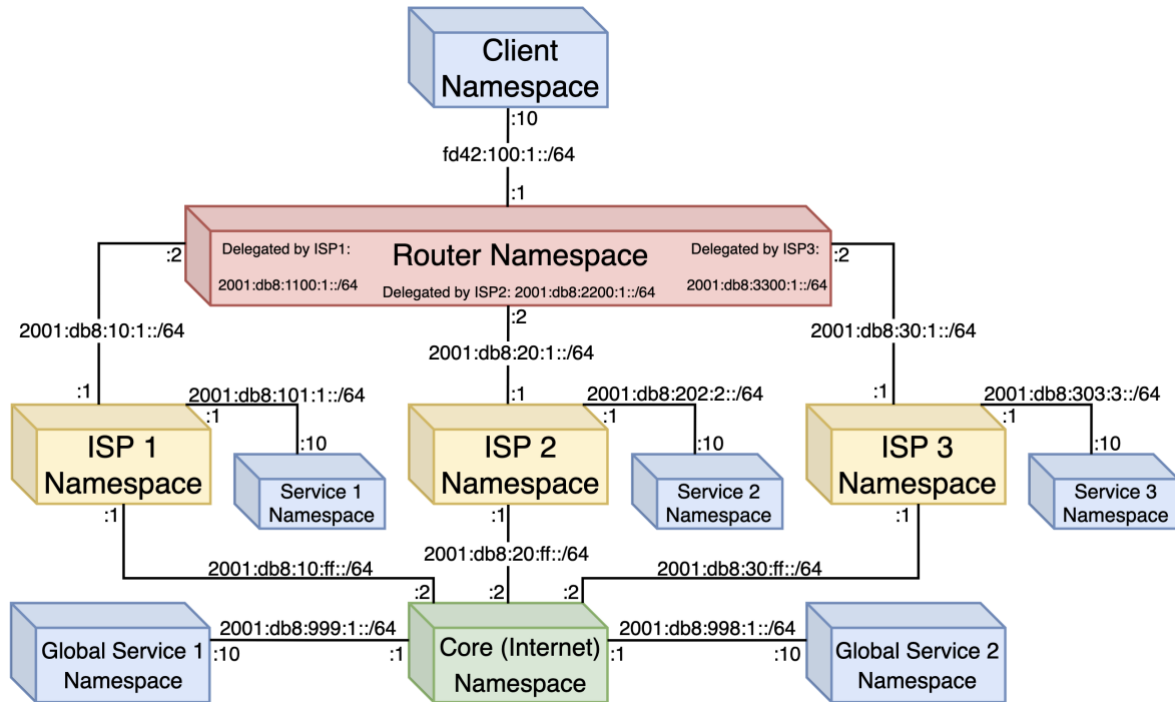 Client
Namespace
:10
fd42:100:1::/64
:1
:2
Delegated by ISP1:
2001:db8:1100:1::/64
Router Namespace
Delegated by ISP2: 2001:db8:2200:1::/64
Delegated by ISP3:
2001:db8:3300:1::/64
:2
2001:db8:10:1::/64
:2
2001:db8:20:1::/64
2001:db8:30:1::/64
:1
2001:db8:101:1::/64
:1
:10
:1
2001:db8:202:2::/64
:1
:10
:1
2001:db8:303:3::/64
:1
:10
ISP 1
Namespace
Service 1
Namespace
ISP 2
Namespace
Service 2
Namespace
ISP 3
Namespace
Service 3
Namespace
:1
:1
:1
2001:db8:10:ff::/64
2001:db8:20:ff::/64
2001:db8:30:ff::/64
:2
:2
:2
Global Service 1
Namespace
2001:db8:999:1::/64
:10
:1
Core (Internet)
Namespace
2001:db8:998:1::/64
:1
:10
Global Service 2
Namespace